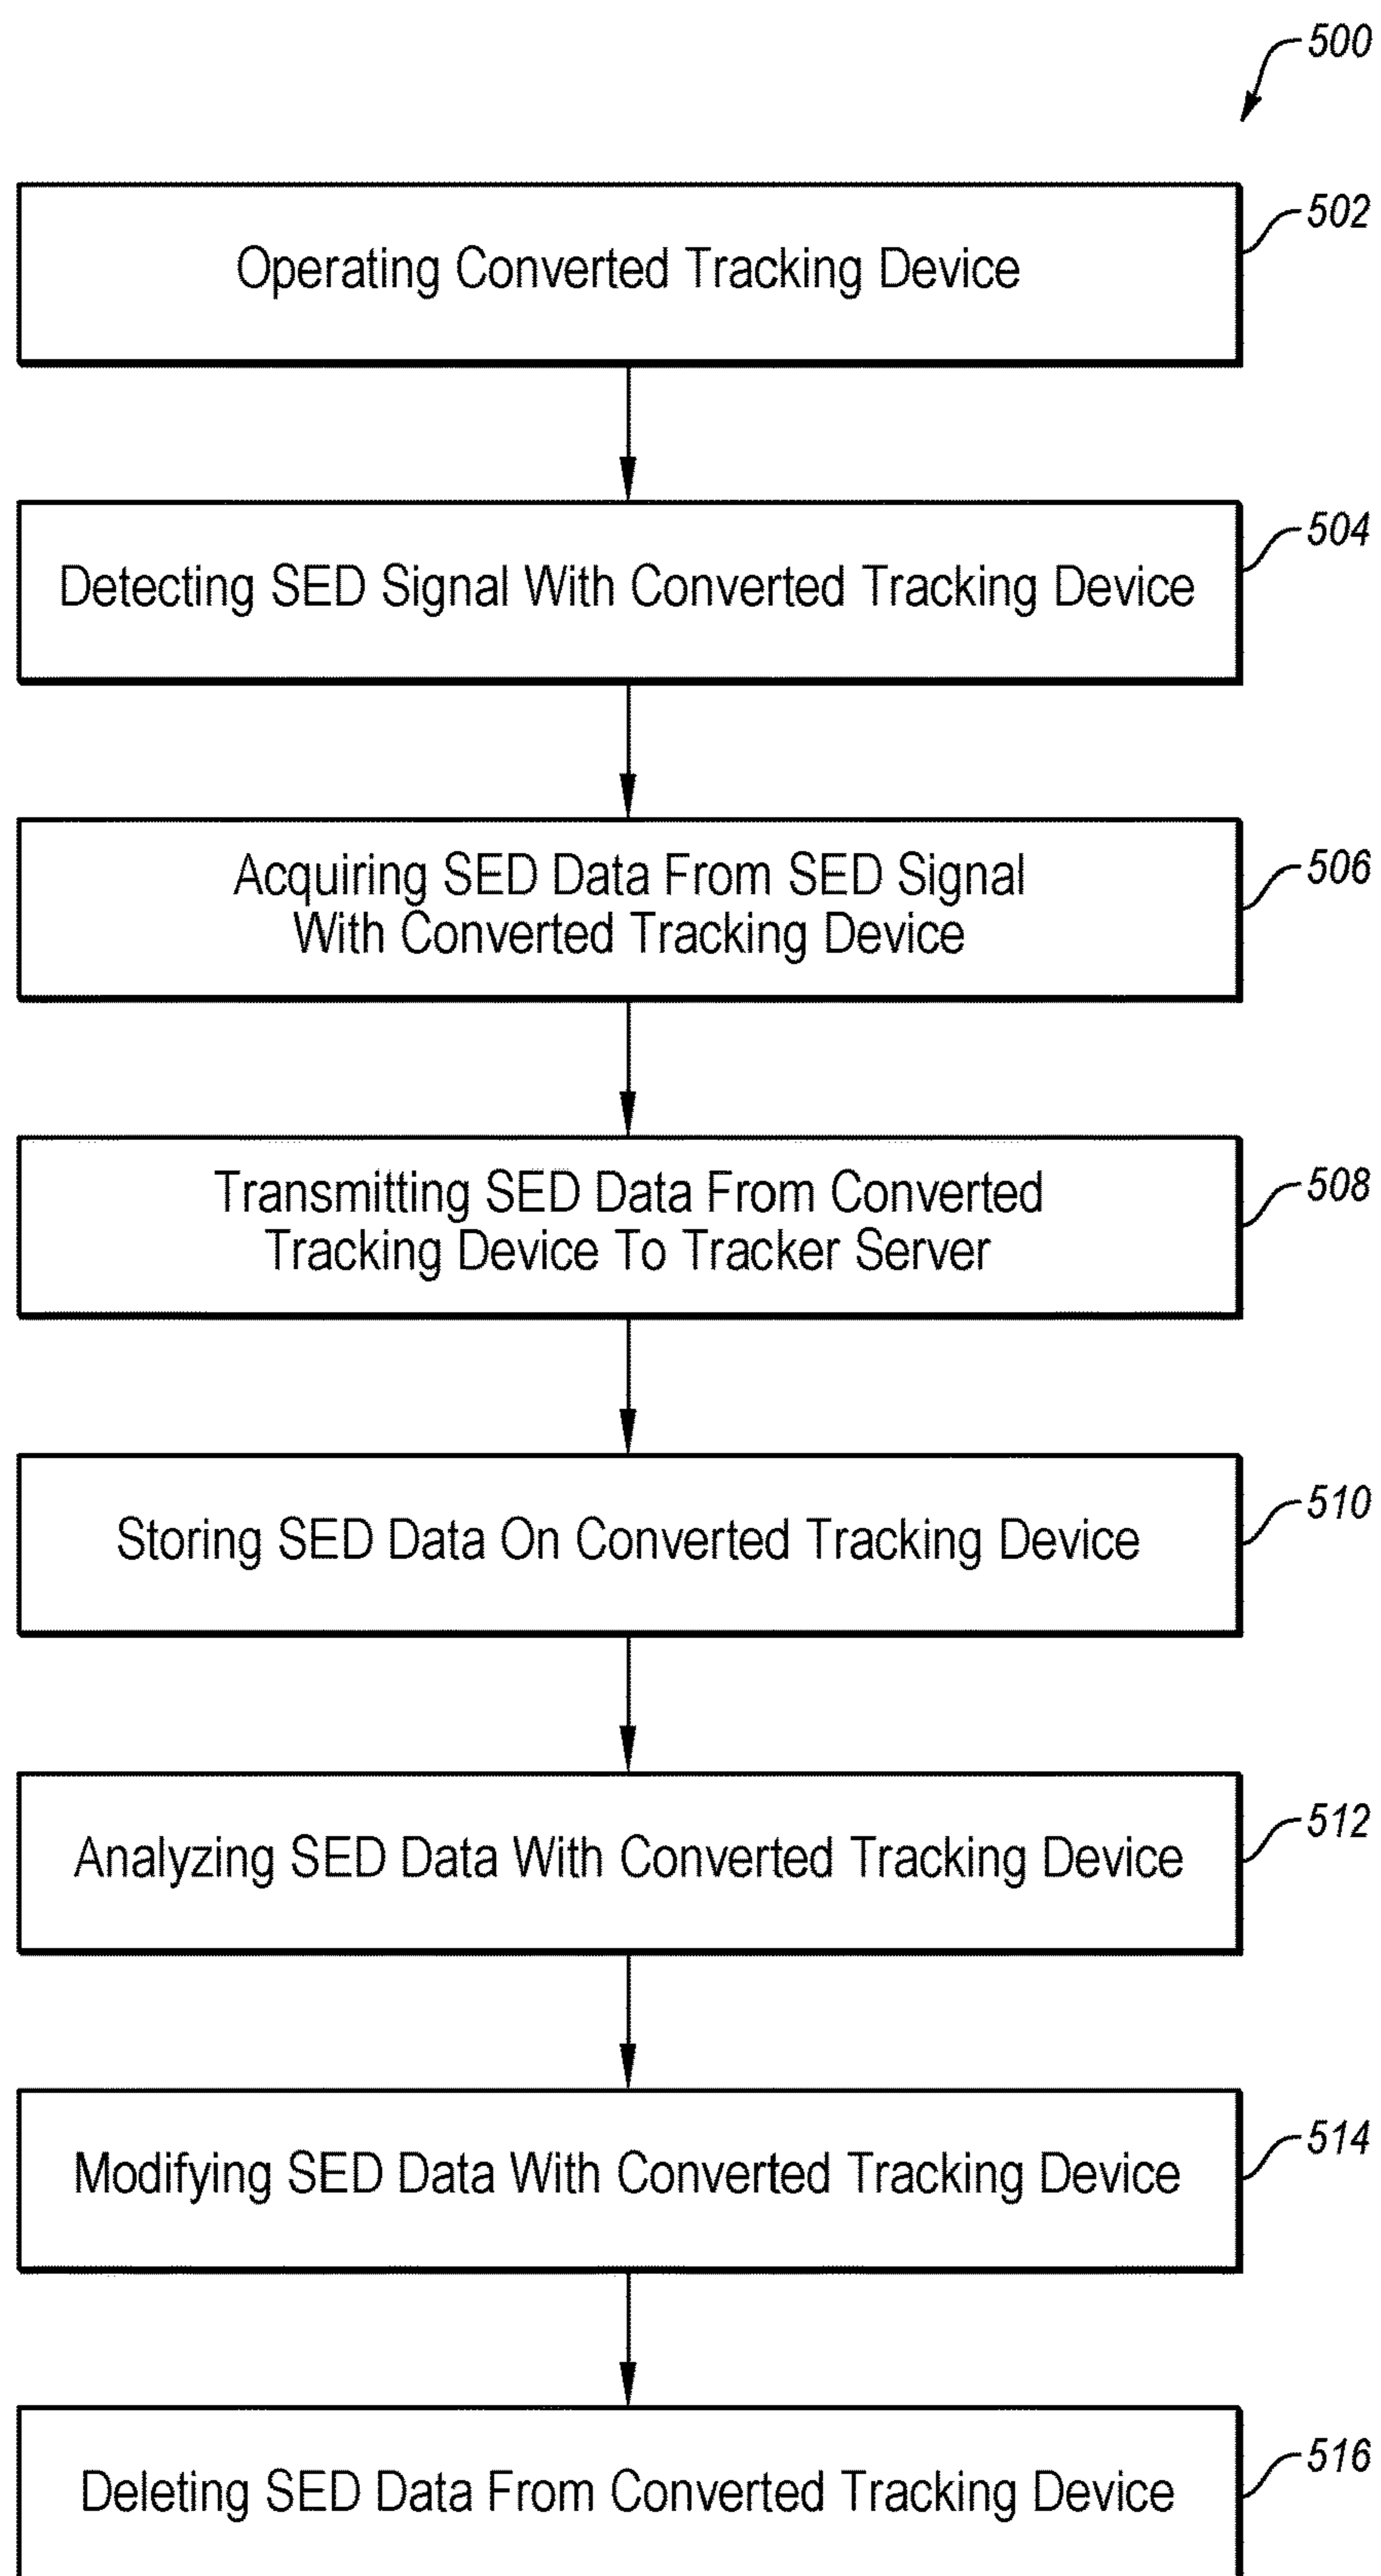 500
502
Operating Converted Tracking Device
504
Detecting SED Signal With Converted Tracking Device
506
Acquiring SED Data From SED Signal
With Converted Tracking Device
508
Transmitting SED Data From Converted
Tracking Device To Tracker Server
510
Storing SED Data On Converted Tracking Device
512
Analyzing SED Data With Converted Tracking Device
514
Modifying SED Data With Converted Tracking Device
516
Deleting SED Data From Converted Tracking Device